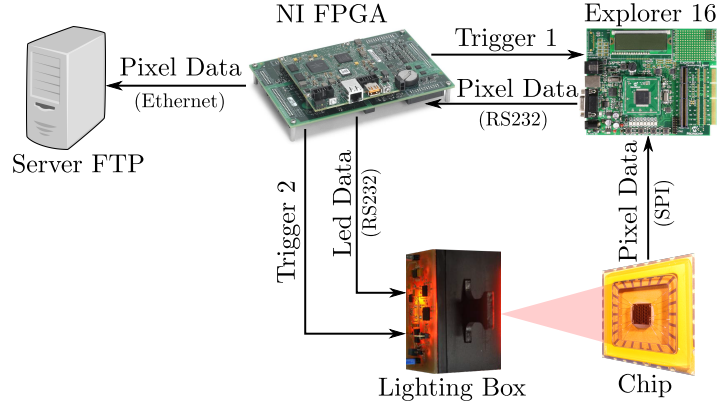 NI FPGA
Explorer 16
Trigger 1
Pixel Data
(Ethernet)
Pixel Data
(RS232)
Server FTP
Trigger 2
Led Data
(RS232)
Pixel Data
(SPI)
Lighting Box
Chip